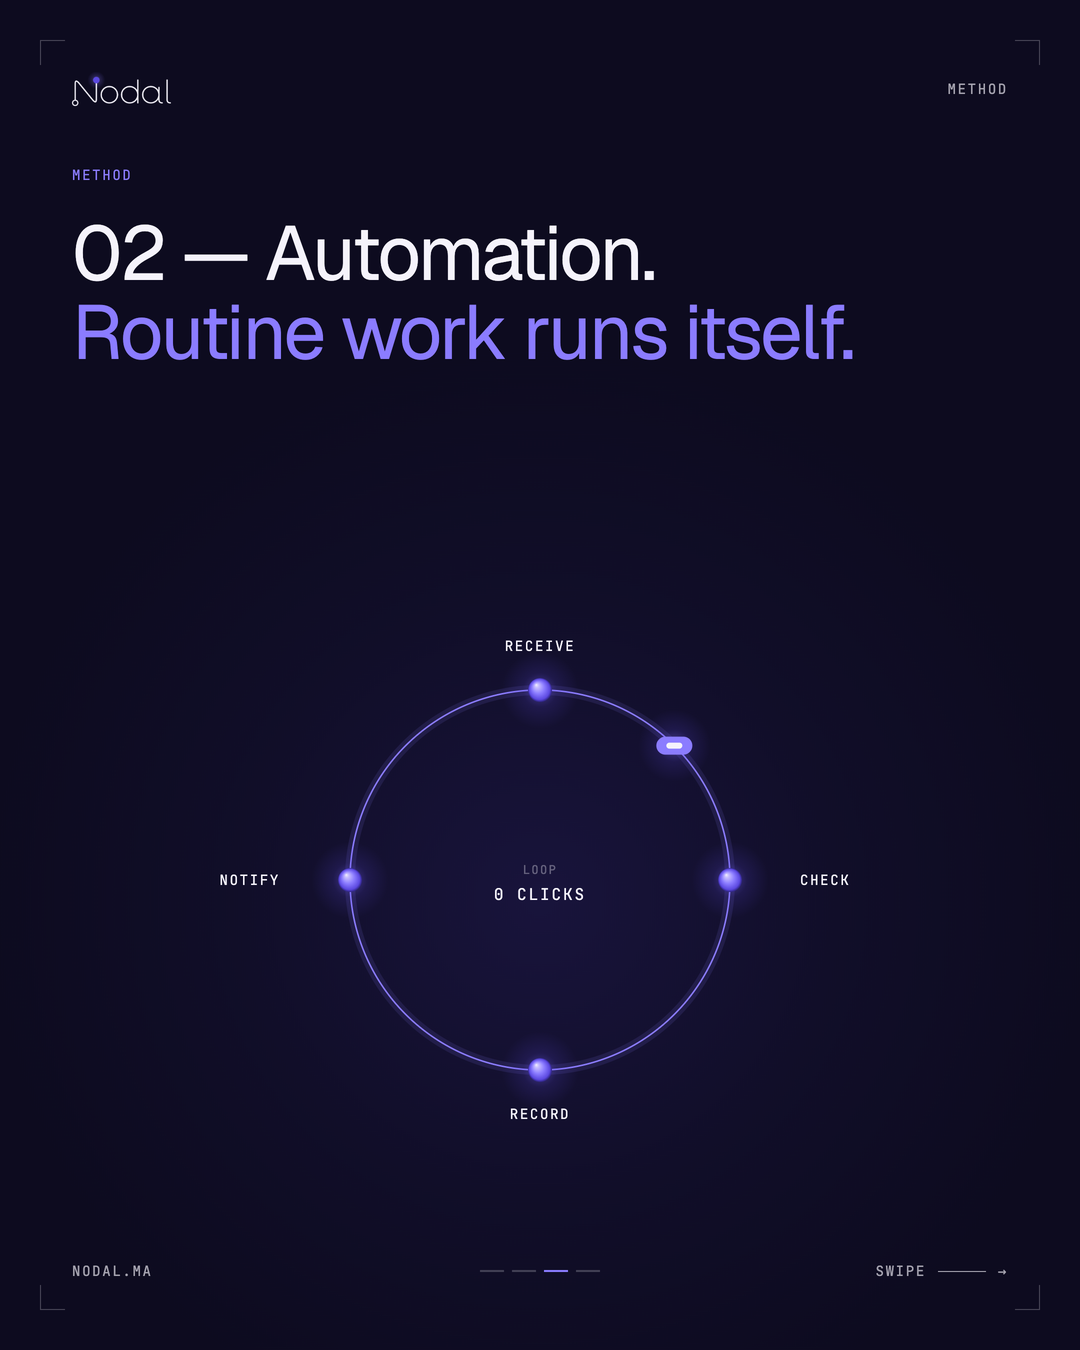 Nodal
METHOD
METHOD
02 — Automation.
Routine work runs itself.
RECEIVE
NOTIFY
LOOP
0 CLICKS
CHECK
RECORD
NODAL.MA
SWIPE →